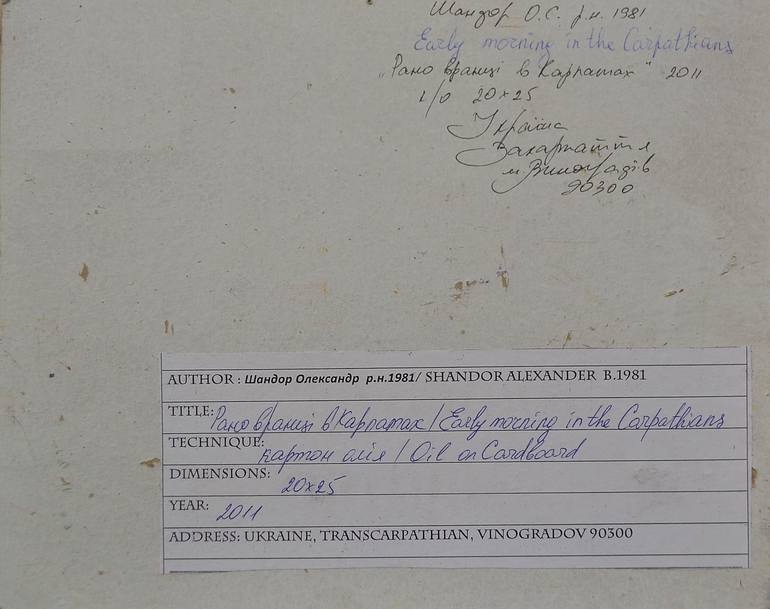 Шандор О.С. р.н. 1981
Early morning in the Carpathians
„Рано вранці в Карпатах" 2011
к/о 20×25
Україна
Закарпаття
м. Виноградів
90300
AUTHOR : Шандор Олександр р.н.1981/ SHANDOR ALEXANDER B.1981
TITLE: Рано вранці в Карпатах / Early morning in the Carpathians
TECHNIQUE: картон олія / Oil on Cardboard
DIMENSIONS: 20×25
YEAR: 2011
ADDRESS: UKRAINE, TRANSCARPATHIAN, VINOGRADOV 90300